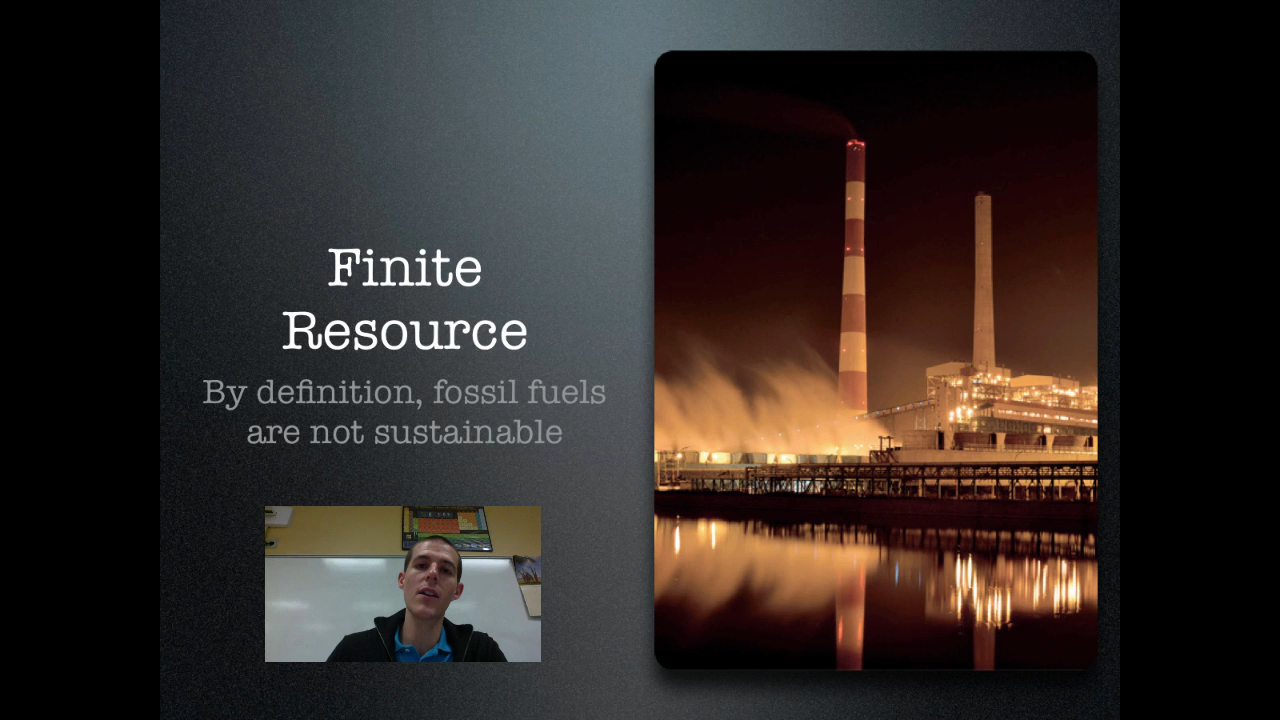 Finite
Resource
By definition, fossil fuels
are not sustainable